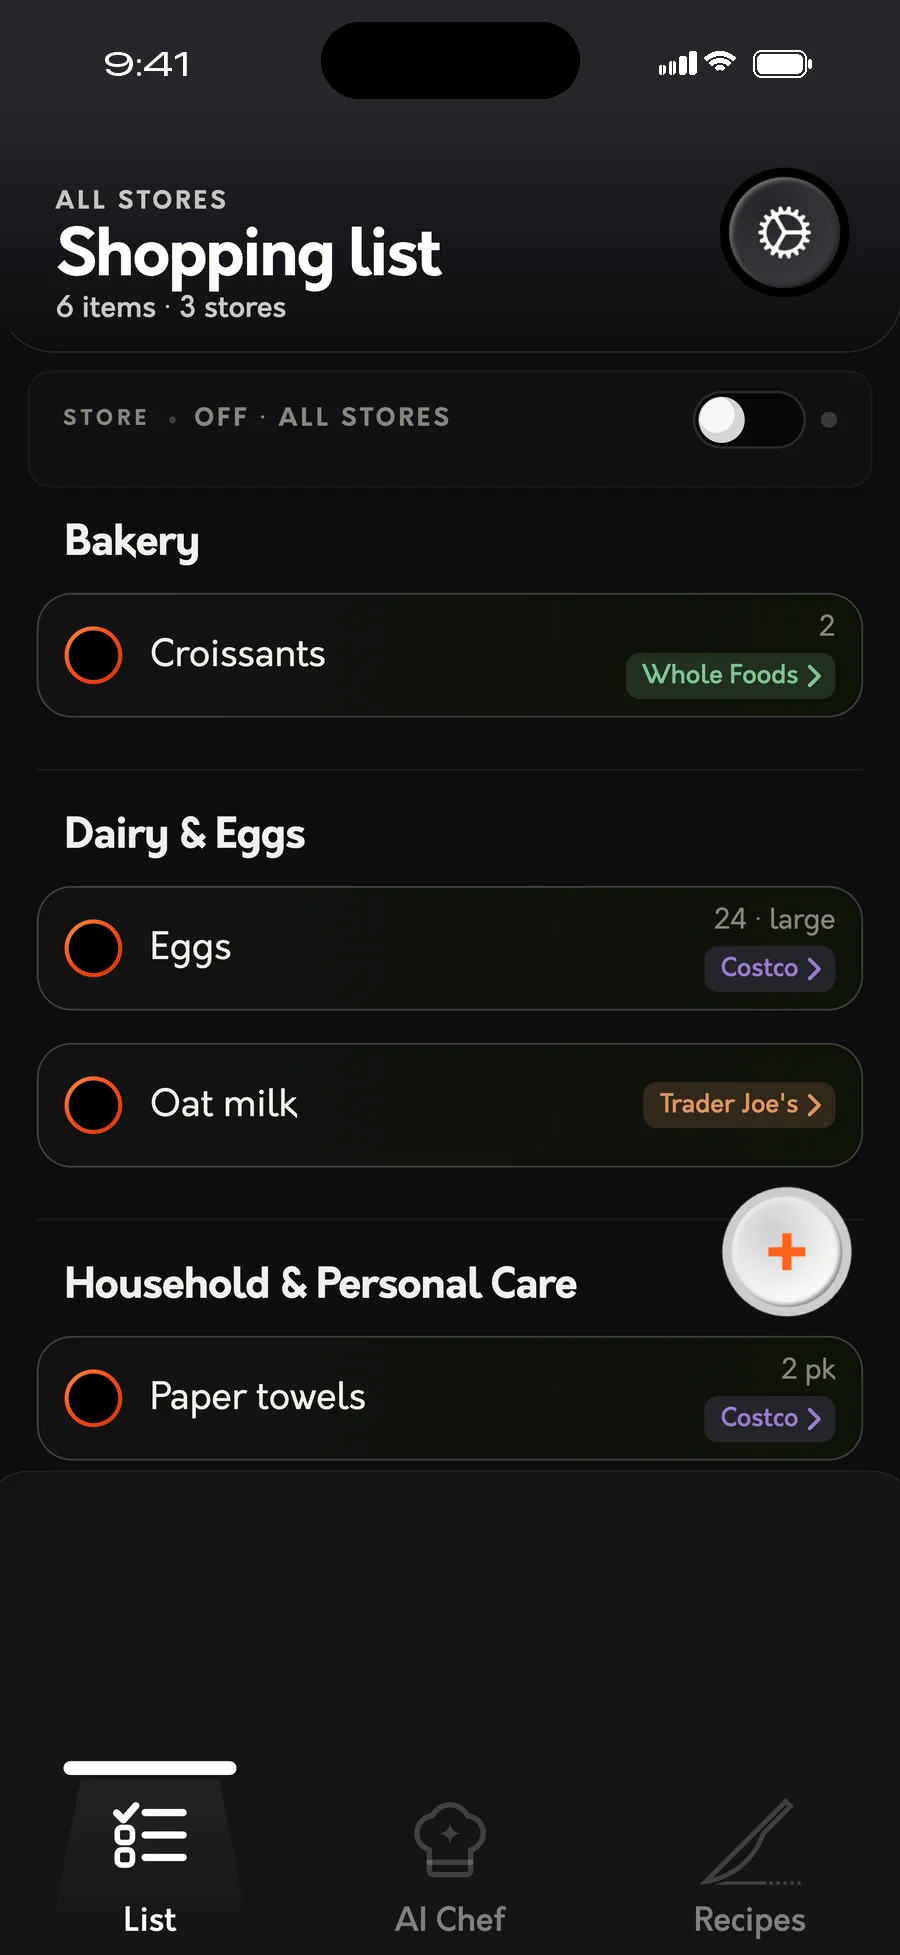 9:41
ALL STORES
Shopping list
6 items · 3 stores
STORE • OFF · ALL STORES
Bakery
Croissants
2
Whole Foods
Dairy & Eggs
Eggs
24 · large
Costco
Oat milk
Trader Joe's
Household & Personal Care
Paper towels
2 pk
Costco
List
AI Chef
Recipes